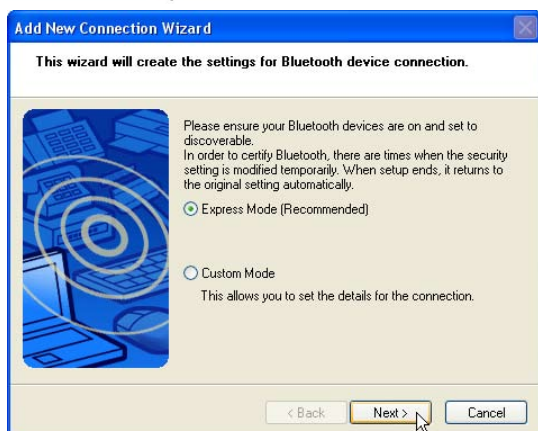 Add New Connection Wizard
This wizard will create the settings for Bluetooth device connection.
Please ensure your Bluetooth devices are on and set to
discoverable.
In order to certify Bluetooth, there are times when the security
setting is modified temporarily. When setup ends, it returns to
the original setting automatically.
Express Mode (Recommended)
Custom Mode
This allows you to set the details for the connection.
< Back Next > Cancel